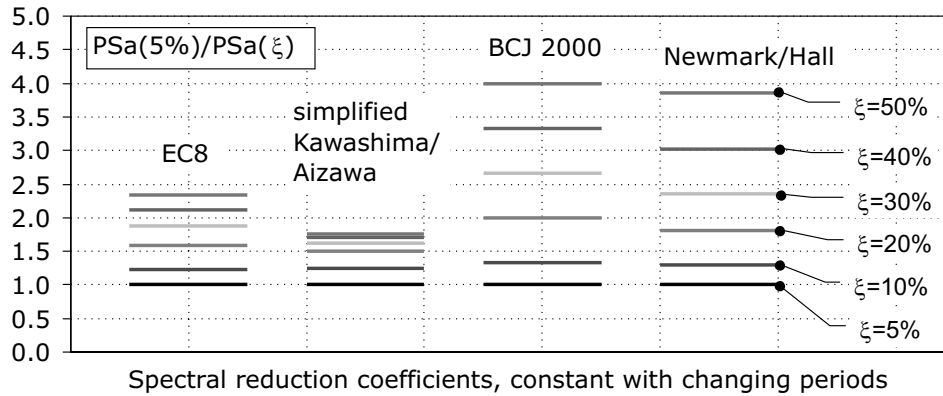 5.0
4.5
4.0
3.5
3.0
2.5
2.0
1.5
1.0
0.5
0.0
PSa(5%)/PSa(ξ)
EC8
simplified
Kawashima/
Aizawa
BCJ 2000
Newmark/Hall
ξ=50%
ξ=40%
ξ=30%
ξ=20%
ξ=10%
ξ=5%
Spectral reduction coefficients, constant with changing periods